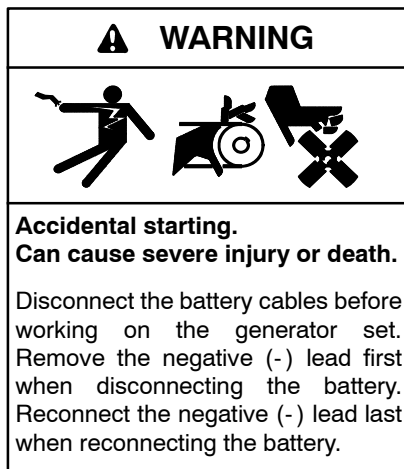 WARNING
Accidental starting.
Can cause severe injury or death.
Disconnect the battery cables before
working on the generator set.
Remove the negative (-) lead first
when disconnecting the battery.
Reconnect the negative (-) lead last
when reconnecting the battery.